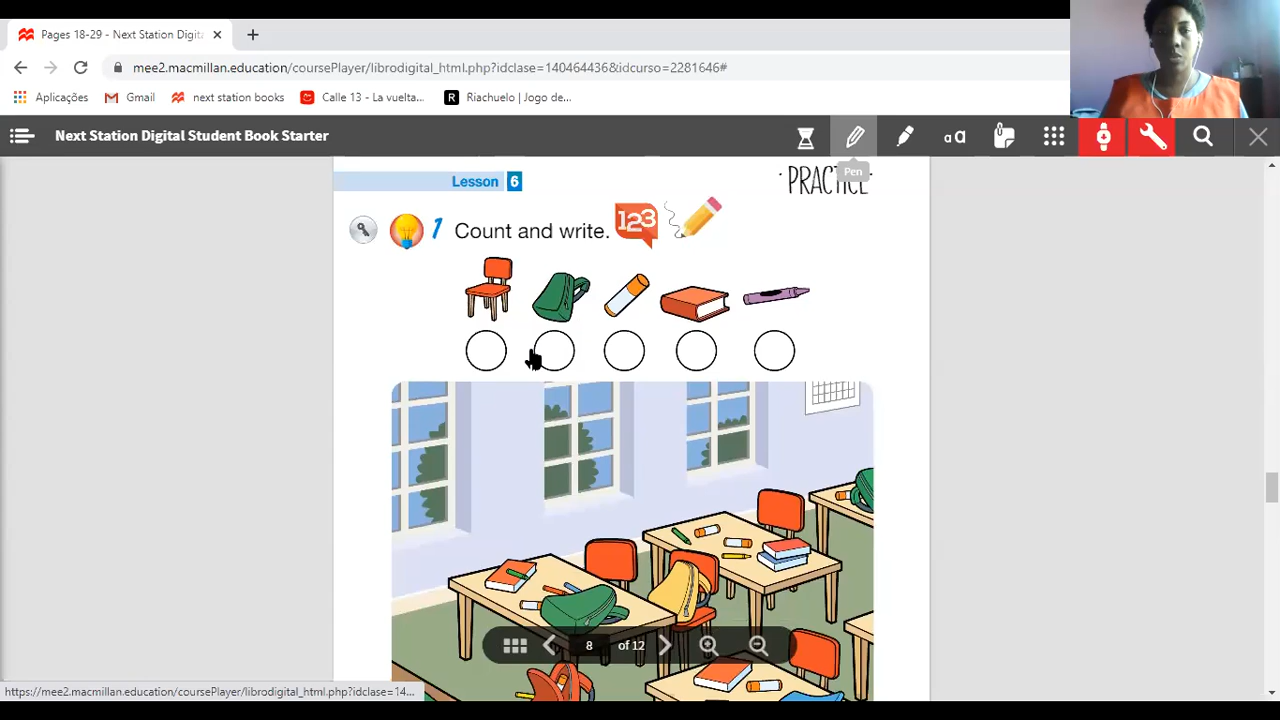 Pages 18-29 - Next Station Digit
mee2.macmillan.education/coursePlayer/librodigital_html.php?idclase=140464436&idcurso=2281646#
Aplicações Gmail next station books Calle 13 - La vuelta... R Riachuelo | Jogo de...
Next Station Digital Student Book Starter
aa
Pen
Lesson 6
·PRACTICE·
1 Count and write. 123
8 of 12
https://mee2.macmillan.education/coursePlayer/librodigital_html.php?idclase=14...